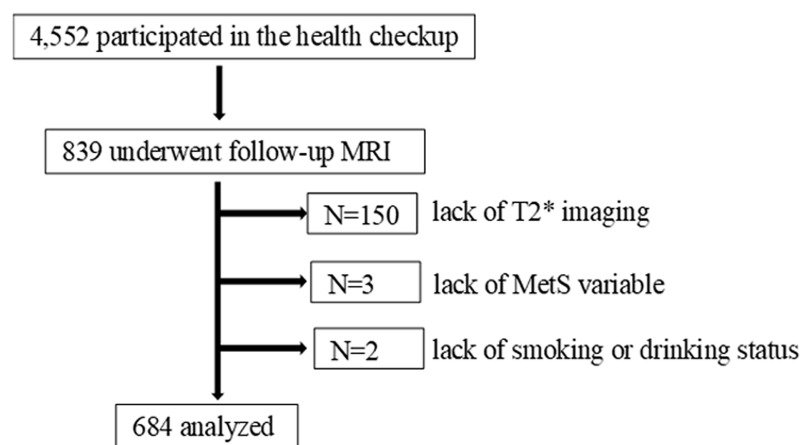 4,552 participated in the health checkup
839 underwent follow-up MRI
N=150 lack of T2* imaging
N=3 lack of MetS variable
N=2 lack of smoking or drinking status
684 analyzed